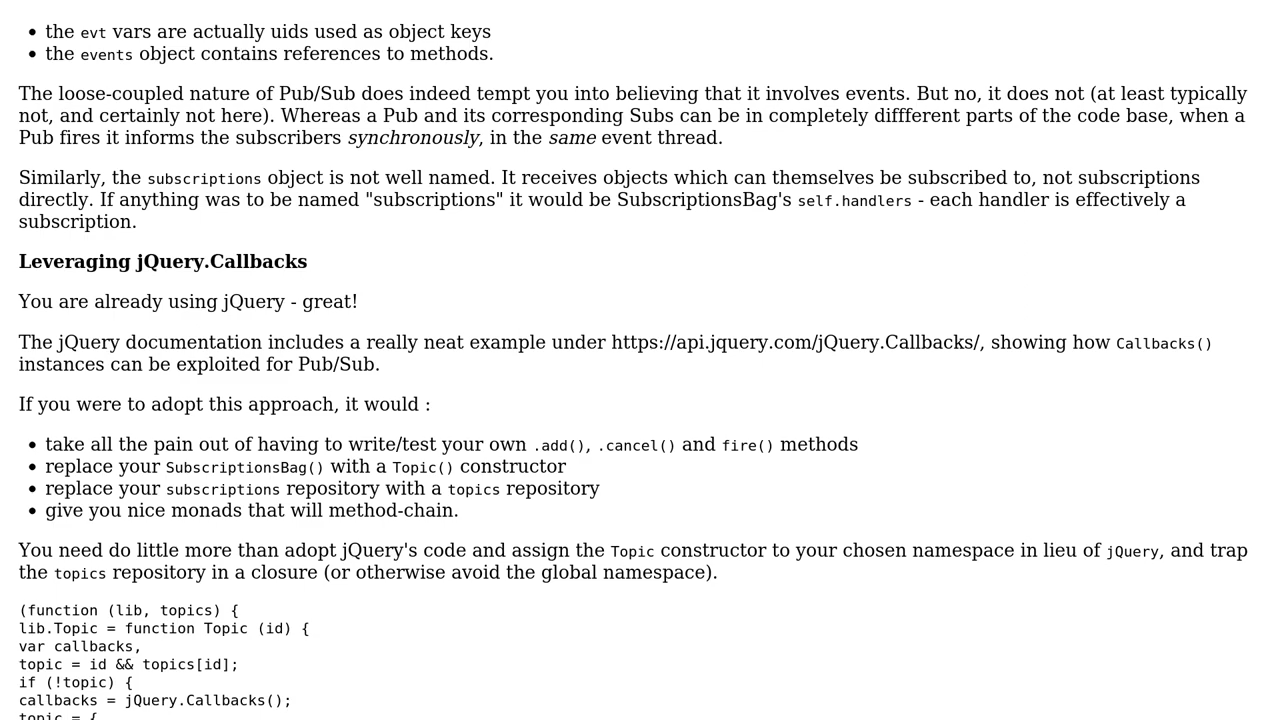 the evt vars are actually uids used as object keys
the events object contains references to methods.
The loose-coupled nature of Pub/Sub does indeed tempt you into believing that it involves events. But no, it does not (at least typically
not, and certainly not here). Whereas a Pub and its corresponding Subs can be in completely diffferent parts of the code base, when a
Pub fires it informs the subscribers synchronously, in the same event thread.
Similarly, the subscriptions object is not well named. It receives objects which can themselves be subscribed to, not subscriptions
directly. If anything was to be named "subscriptions" it would be SubscriptionsBag's self.handlers - each handler is effectively a
subscription.
Leveraging jQuery.Callbacks
You are already using jQuery - great!
The jQuery documentation includes a really neat example under https://api.jquery.com/jQuery.Callbacks/, showing how Callbacks()
instances can be exploited for Pub/Sub.
If you were to adopt this approach, it would :
take all the pain out of having to write/test your own .add(), .cancel() and fire() methods
replace your SubscriptionsBag() with a Topic() constructor
replace your subscriptions repository with a topics repository
give you nice monads that will method-chain.
You need do little more than adopt jQuery's code and assign the Topic constructor to your chosen namespace in lieu of jQuery, and trap
the topics repository in a closure (or otherwise avoid the global namespace).
(function (lib, topics) {
lib.Topic = function Topic (id) {
var callbacks,
topic = id && topics[id];
if (!topic) {
callbacks = jQuery.Callbacks();
topic = {